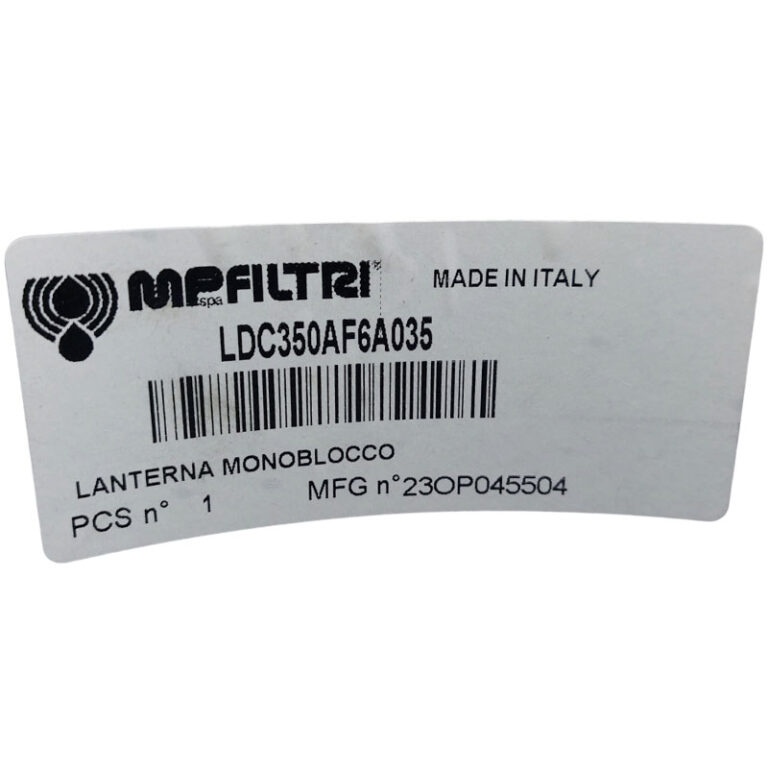 MPFILTRI spa MADE IN ITALY
LDC350AF6A035
LANTERNA MONOBLOCCO
PCS n° 1 MFG n°23OP045504